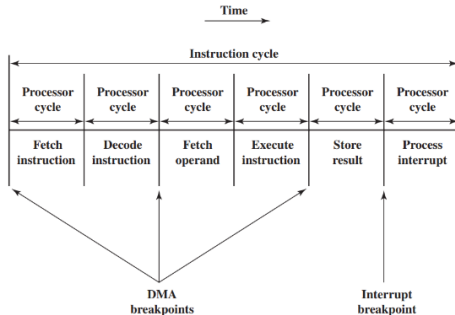 Time
Instruction cycle
Processor Processor Processor Processor Processor Processor
cycle cycle cycle cycle cycle cycle
Fetch Decode Fetch Execute Store Process
instruction instruction operand instruction result interrupt
DMA Interrupt
breakpoints breakpoint